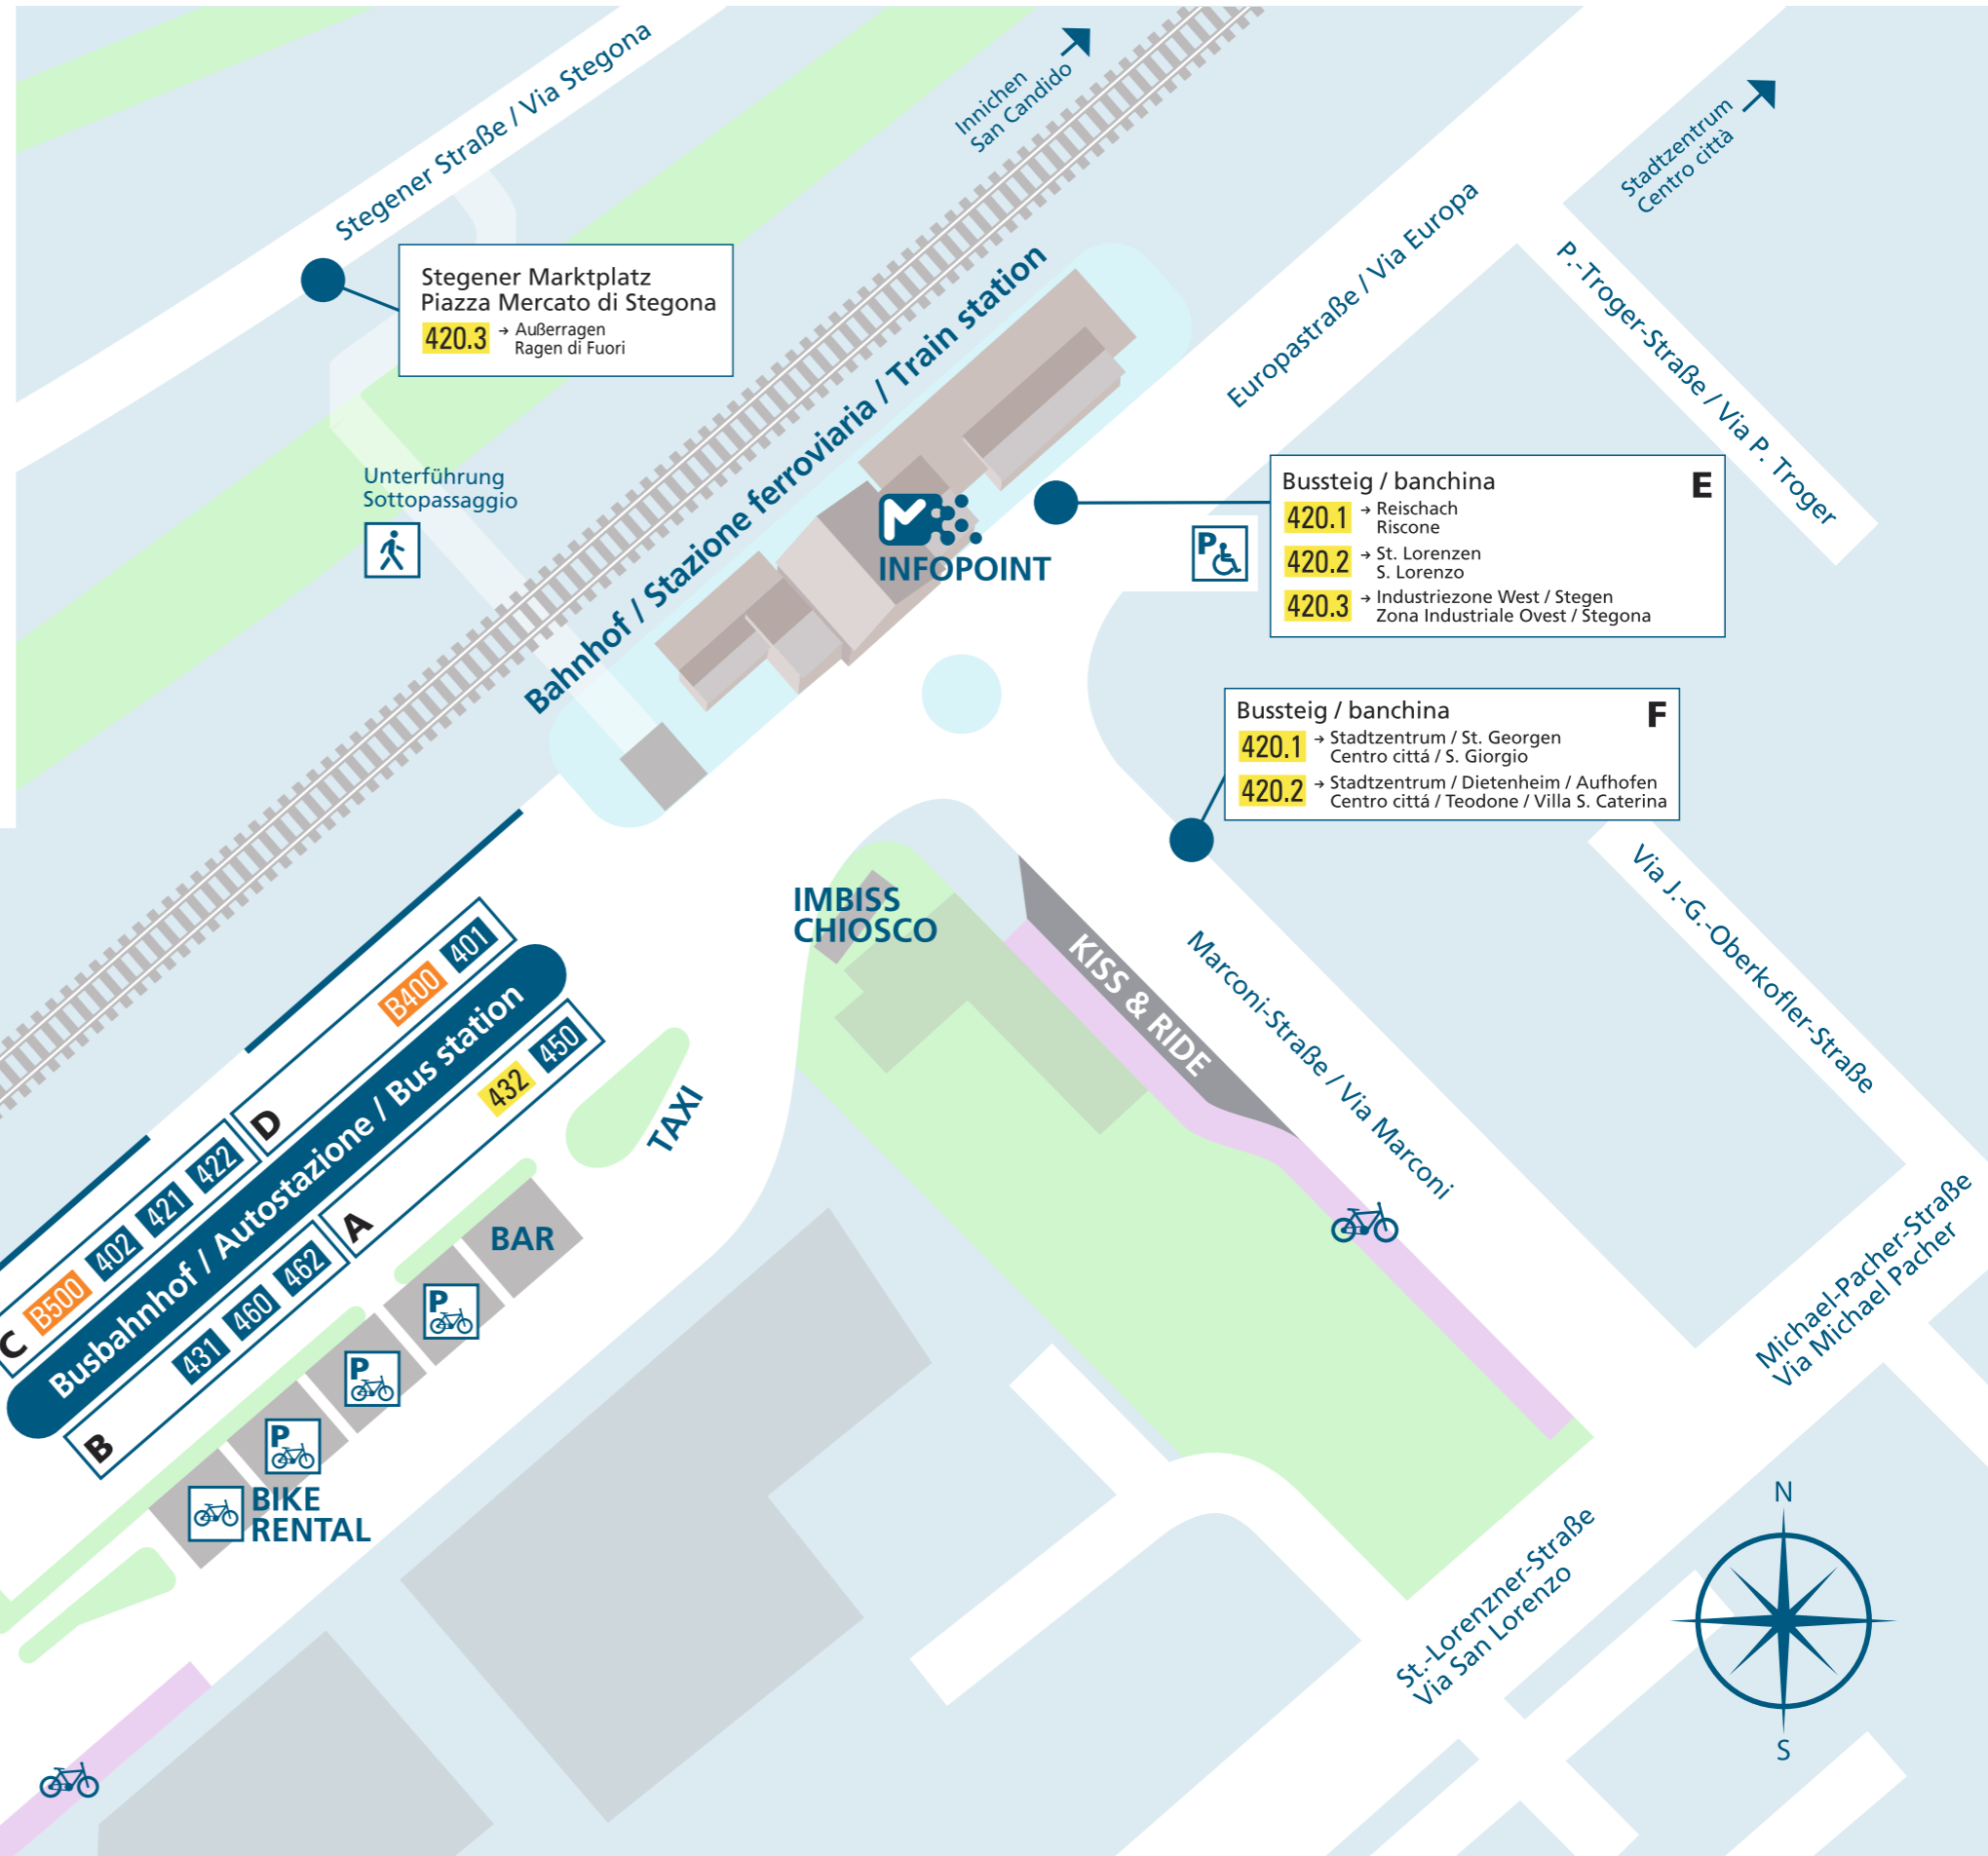 Stegener Straße / Via Stegona
Innichen
San Candido
Stadtzentrum
Centro città
Stegener Marktplatz
Piazza Mercato di Stegona
420.3 → Außerragen
Ragen di Fuori
Europastraße / Via Europa
P.-Troger-Straße / Via P. Troger
Unterführung
Sottopassaggio
Bahnhof / Stazione ferroviaria / Train station
INFOPOINT
P
Bussteig / banchina E
420.1 → Reischach
Riscone
420.2 → St. Lorenzen
S. Lorenzo
420.3 → Industriezone West / Stegen
Zona Industriale Ovest / Stegona
Bussteig / banchina F
420.1 → Stadtzentrum / St. Georgen
Centro cittá / S. Giorgio
420.2 → Stadtzentrum / Dietenheim / Aufhofen
Centro cittá / Teodone / Villa S. Caterina
Via J.-G.-Oberkofler-Straße
IMBISS
CHIOSCO
KISS & RIDE
Marconi-Straße / Via Marconi
D B400 401
C B500 402 421 422
Busbahnhof / Autostazione / Bus station
A 432 450
B 431 460 462
TAXI
BAR
P
P
P
BIKE
RENTAL
Michael-Pacher-Straße
Via Michael Pacher
St.-Lorenzner-Straße
Via San Lorenzo
N
S